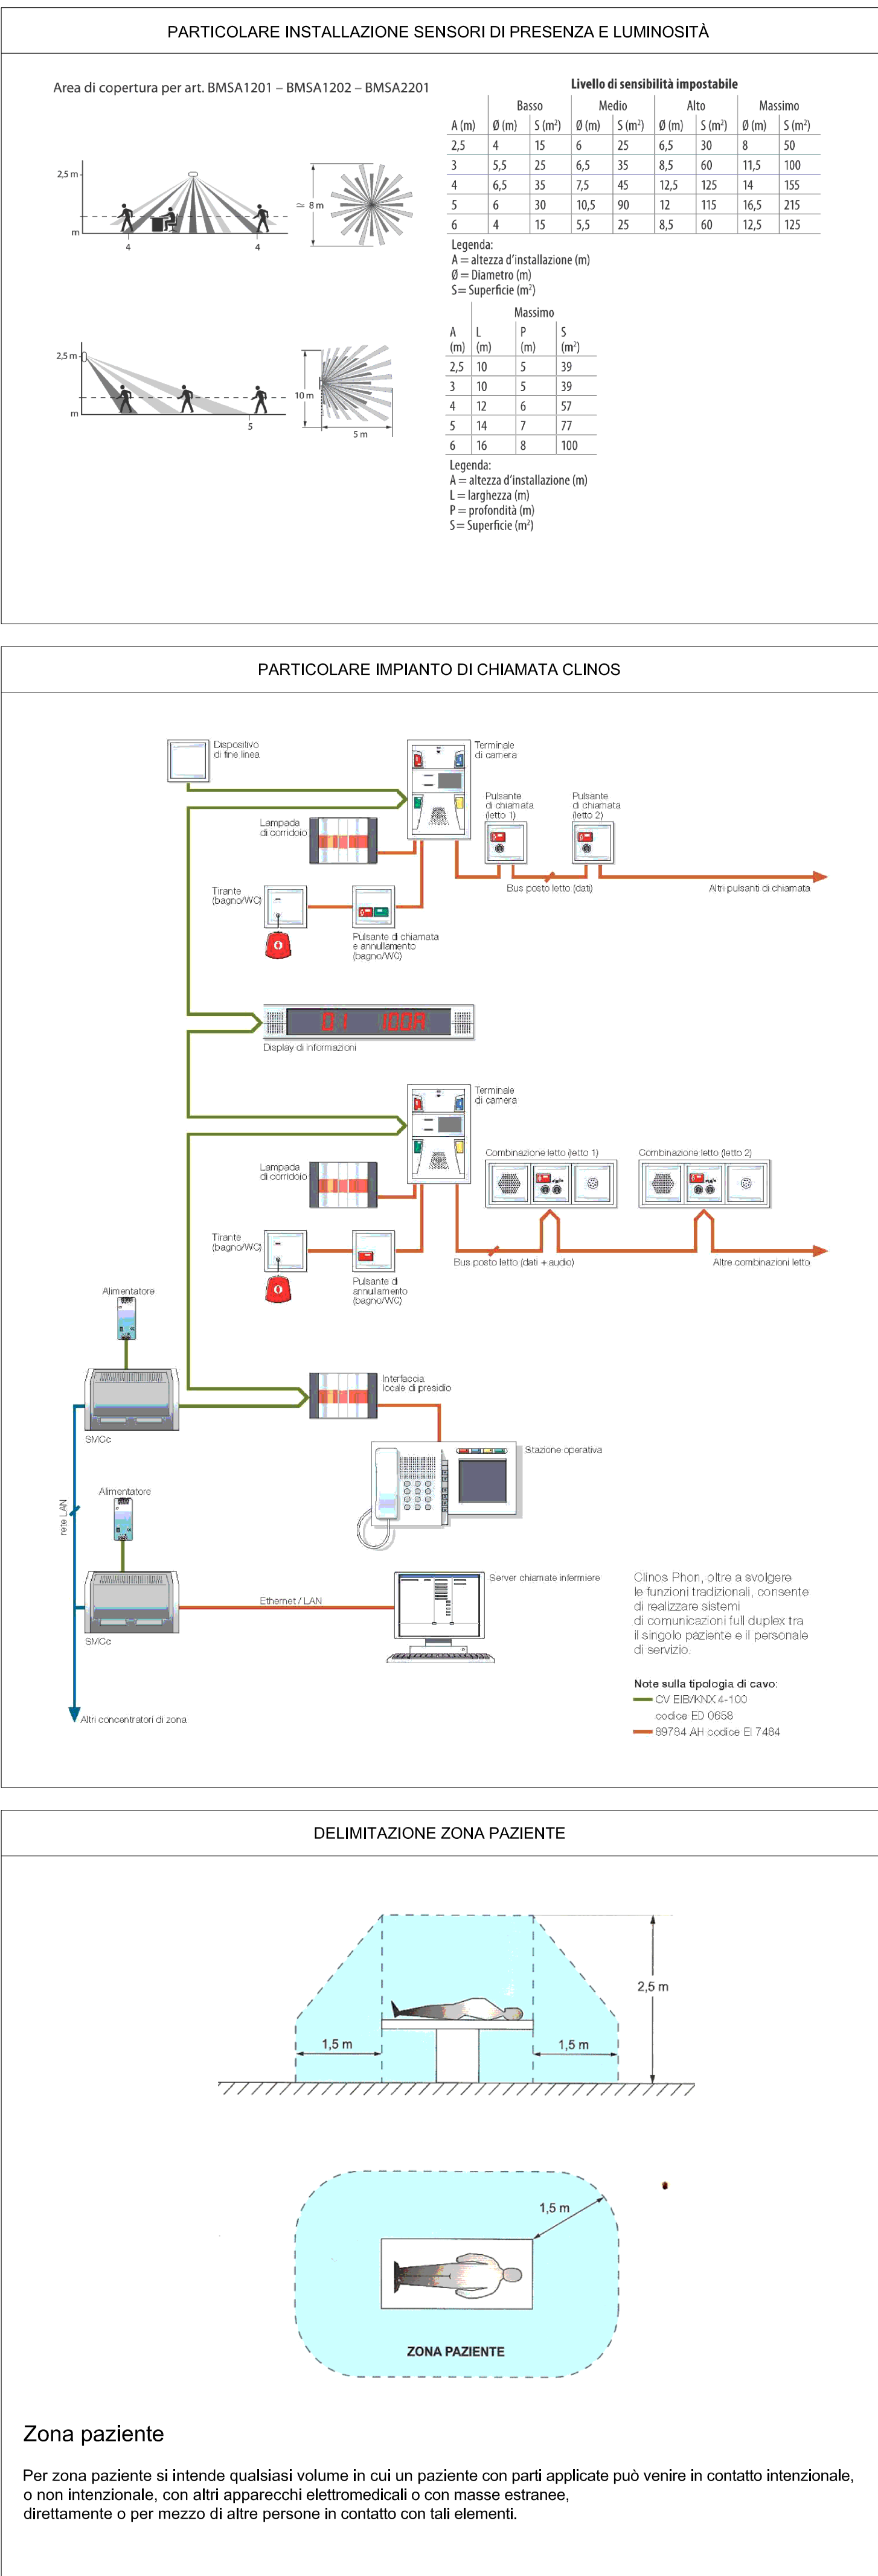 PARTICOLARE INSTALLAZIONE SENSORI DI PRESENZA E LUMINOSITÀ
Area di copertura per art. BMSA1201 – BMSA1202 – BMSA2201
2,5 m
m
4
4
≃ 8 m
2,5 m
m
5
10 m
5 m
Livello di sensibilità impostabile
Basso Medio Alto Massimo
A (m) Ø (m) S (m²) Ø (m) S (m²) Ø (m) S (m²) Ø (m) S (m²)
2,5 4 15 6 25 6,5 30 8 50
3 5,5 25 6,5 35 8,5 60 11,5 100
4 6,5 35 7,5 45 12,5 125 14 155
5 6 30 10,5 90 12 115 16,5 215
6 4 15 5,5 25 8,5 60 12,5 125
Legenda:
A = altezza d'installazione (m)
Ø = Diametro (m)
S = Superficie (m²)
Massimo
A L P S
(m) (m) (m) (m²)
2,5 10 5 39
3 10 5 39
4 12 6 57
5 14 7 77
6 16 8 100
Legenda:
A = altezza d'installazione (m)
L = larghezza (m)
P = profondità (m)
S = Superficie (m²)
PARTICOLARE IMPIANTO DI CHIAMATA CLINOS
Dispositivo
di fine linea
Terminale
di camera
Pulsante
di chiamata
(letto 1)
Pulsante
di chiamata
(letto 2)
Lampada
di corridoio
Bus posto letto (dati)
Altri pulsanti di chiamata
Tirante
(bagno/WC)
Pulsante di chiamata
e annullamento
(bagno/WC)
01 100A
Display di informazioni
Terminale
di camera
Combinazione letto (letto 1)
Combinazione letto (letto 2)
Lampada
di corridoio
Tirante
(bagno/WC)
Bus posto letto (dati + audio)
Altre combinazioni letto
Pulsante di
annullamento
(bagno/WC)
Alimentatore
Interfaccia
locale di presidio
SMCc
Stazione operativa
rete LAN
Alimentatore
Ethernet / LAN
Server chiamate infermiere
SMCc
Altri concentratori di zona
Clinos Phon, oltre a svolgere
le funzioni tradizionali, consente
di realizzare sistemi
di comunicazioni full duplex tra
il singolo paziente e il personale
di servizio.
Note sulla tipologia di cavo:
CV EIB/KNX 4-100
codice ED 0658
89784 AH codice EI 7484
DELIMITAZIONE ZONA PAZIENTE
2,5 m
1,5 m
1,5 m
1,5 m
ZONA PAZIENTE
Zona paziente
Per zona paziente si intende qualsiasi volume in cui un paziente con parti applicate può venire in contatto intenzionale,
o non intenzionale, con altri apparecchi elettromedicali o con masse estranee,
direttamente o per mezzo di altre persone in contatto con tali elementi.